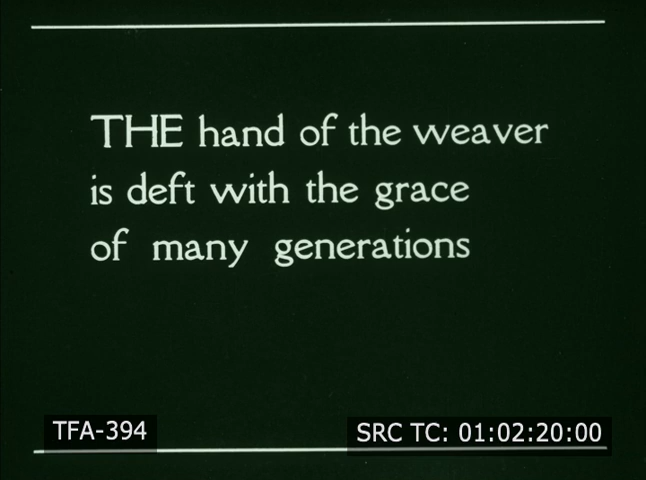 THE hand of the weaver
is deft with the grace
of many generations
TFA-394
SRC TC: 01:02:20:00